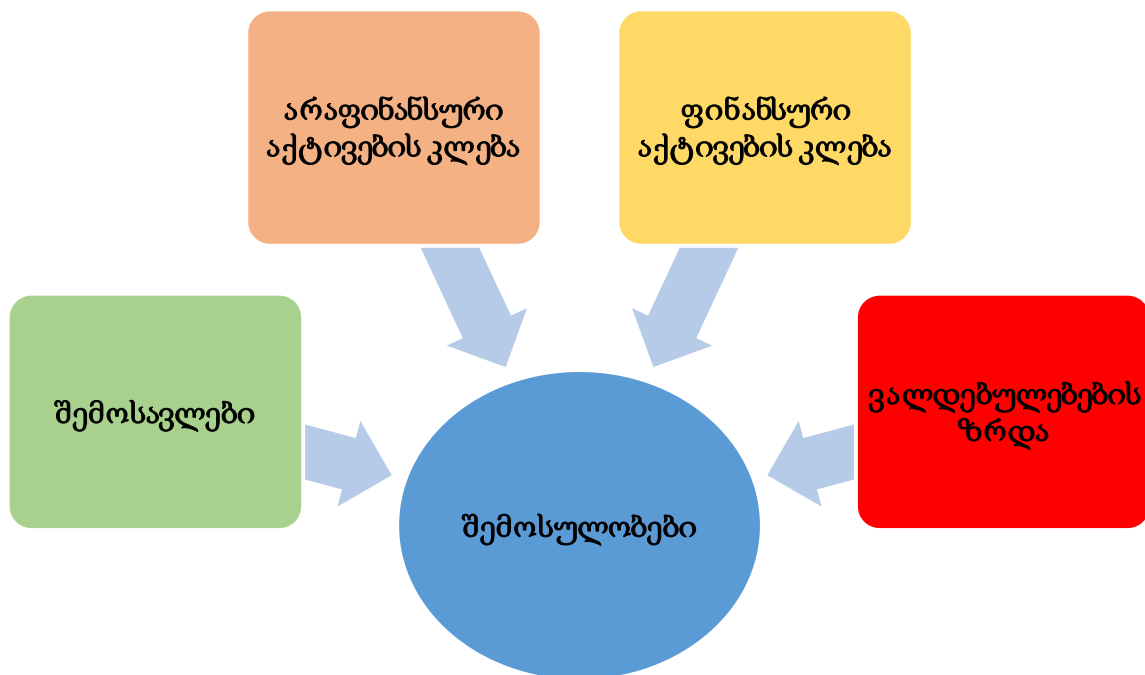 არაფინანსური
აქტივების კლება
ფინანსური
აქტივების კლება
შემოსავლები
ვალდებულებების
ზრდა
შემოსულობები